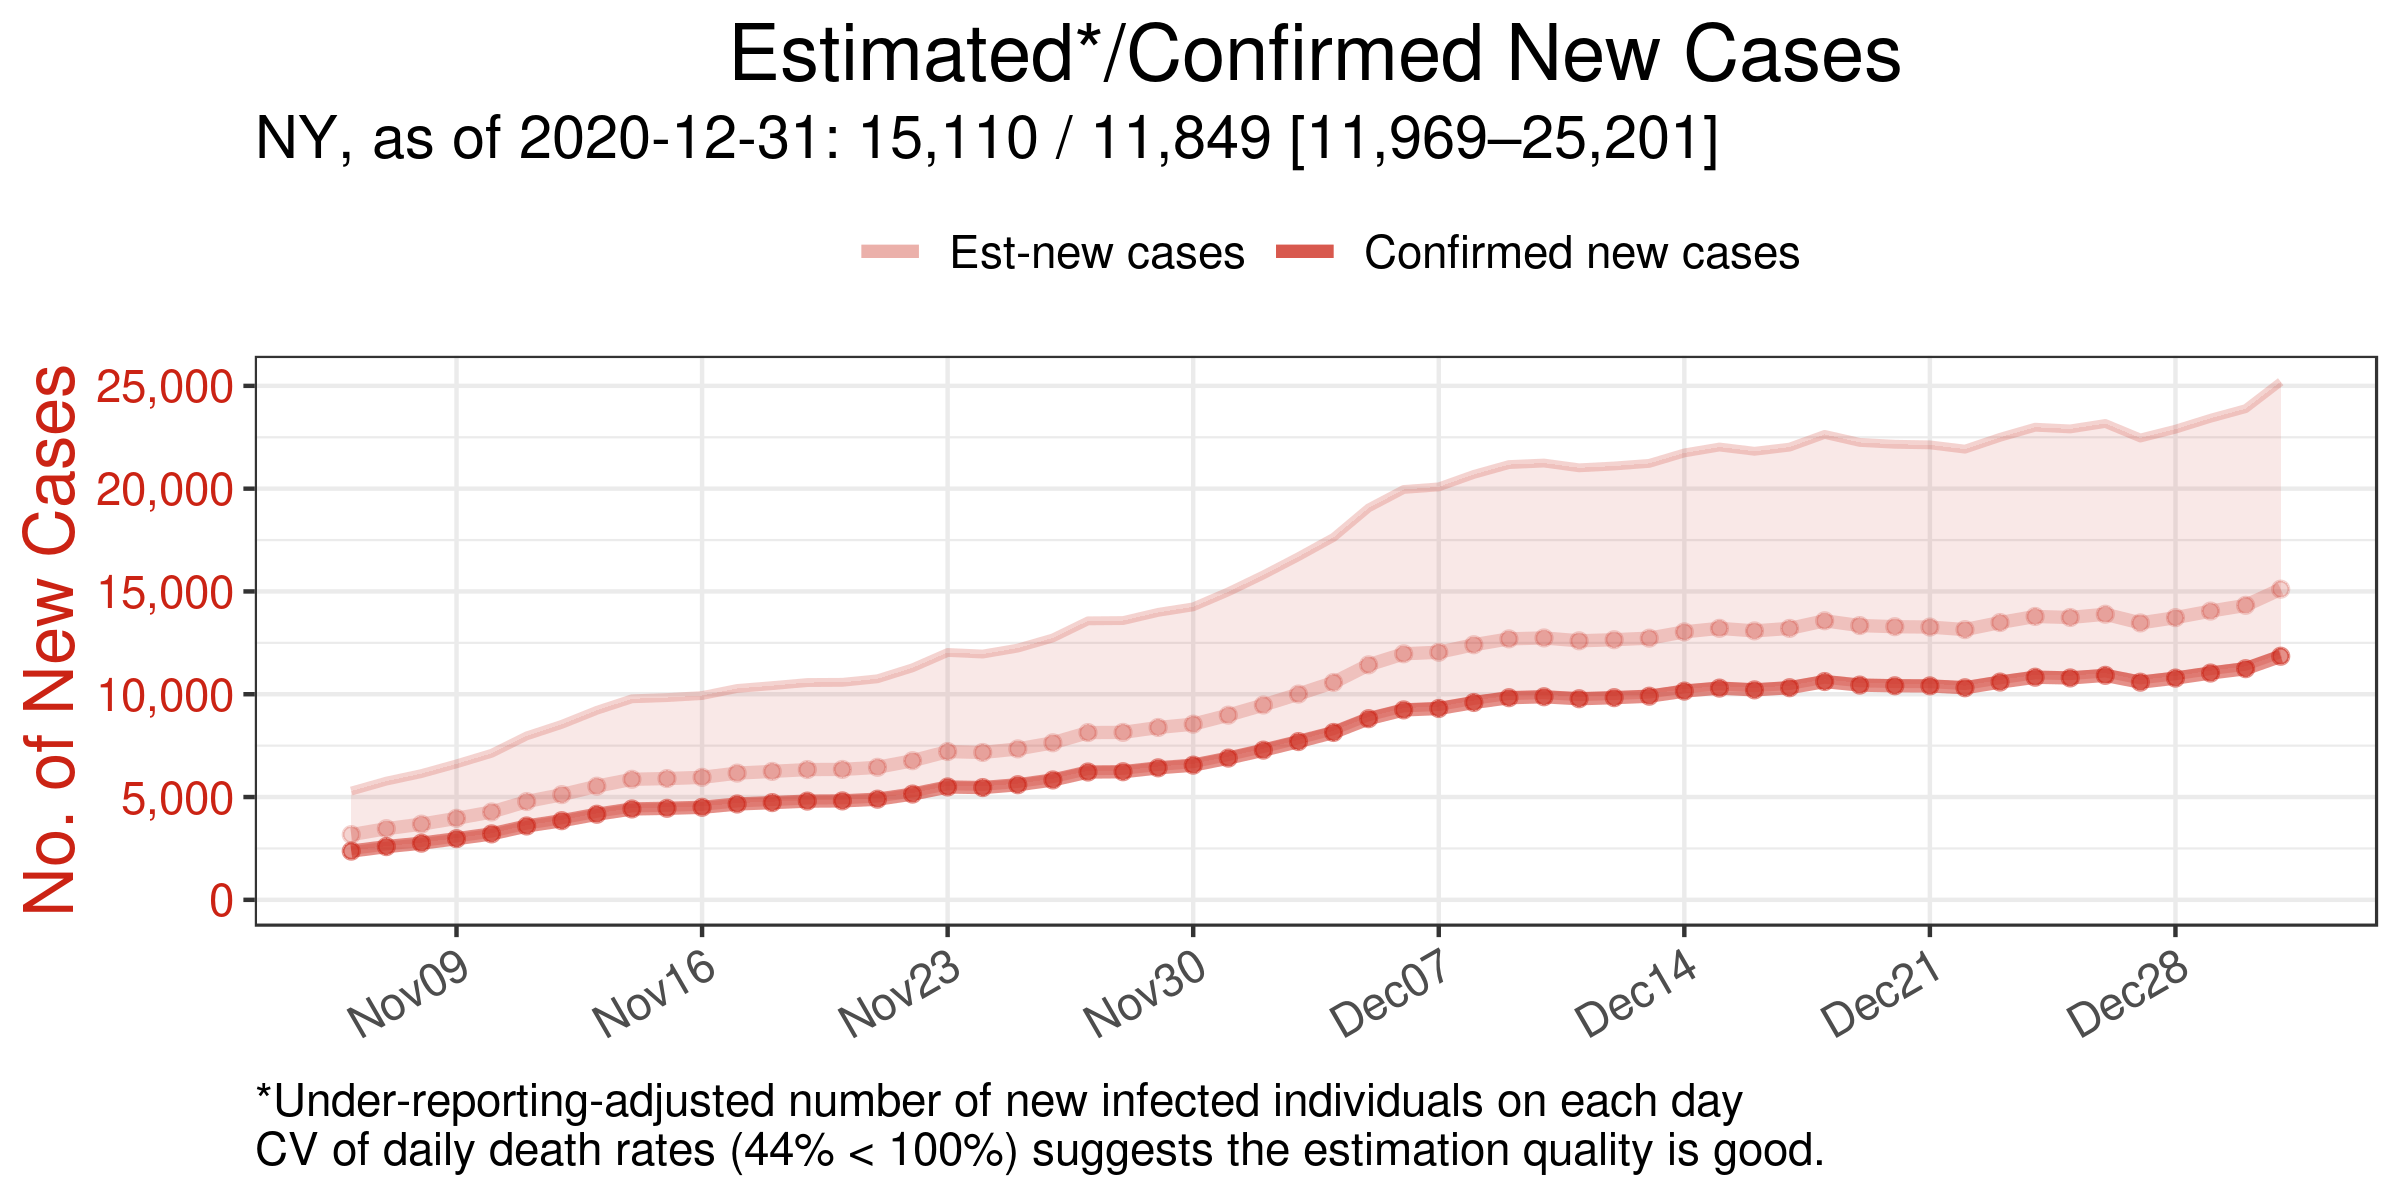 Estimated*/Confirmed New Cases
NY, as of 2020-12-31: 15,110 / 11,849 [11,969–25,201]
Est-new cases
Confirmed new cases
No. of New Cases
25,000
20,000
15,000
10,000
5,000
0
Nov09
Nov16
Nov23
Nov30
Dec07
Dec14
Dec21
Dec28
*Under-reporting-adjusted number of new infected individuals on each day
CV of daily death rates (44% < 100%) suggests the estimation quality is good.